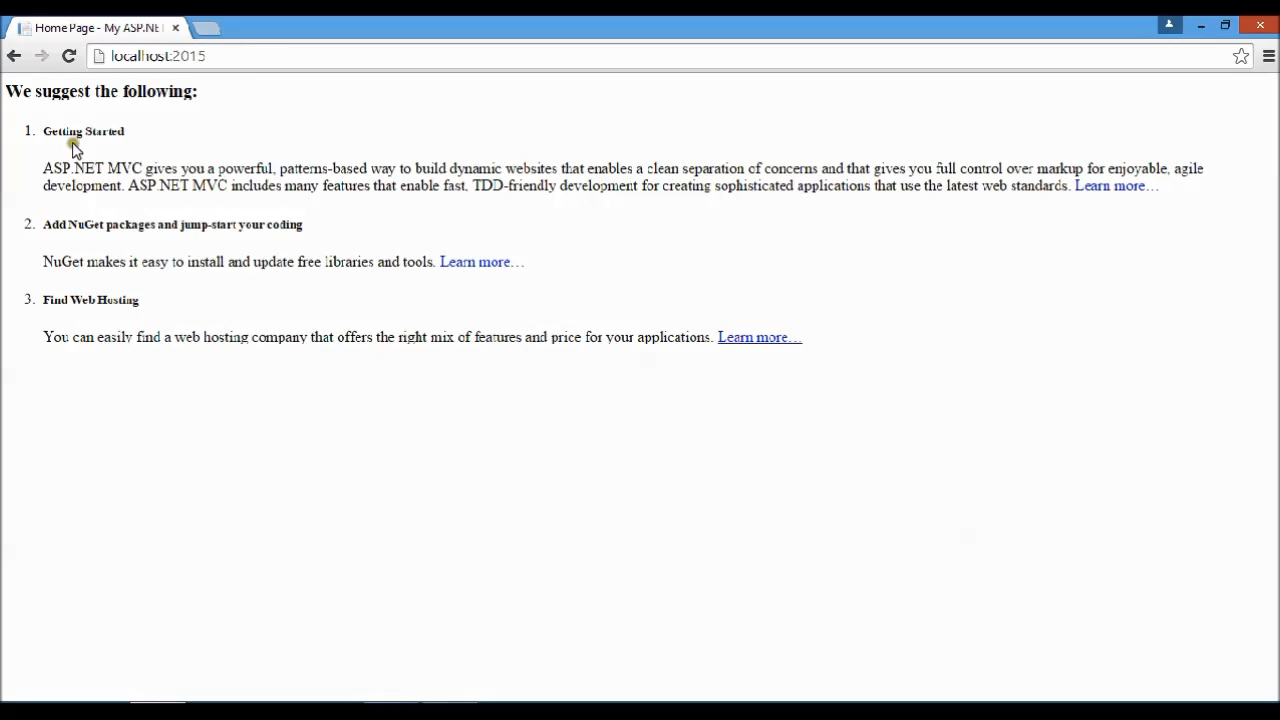 Home Page - My ASP.NET
localhost:2015
We suggest the following:
1. Getting Started
ASP.NET MVC gives you a powerful, patterns-based way to build dynamic websites that enables a clean separation of concerns and that gives you full control over markup for enjoyable, agile
development. ASP.NET MVC includes many features that enable fast, TDD-friendly development for creating sophisticated applications that use the latest web standards. Learn more…
2. Add NuGet packages and jump-start your coding
NuGet makes it easy to install and update free libraries and tools. Learn more…
3. Find Web Hosting
You can easily find a web hosting company that offers the right mix of features and price for your applications. Learn more…